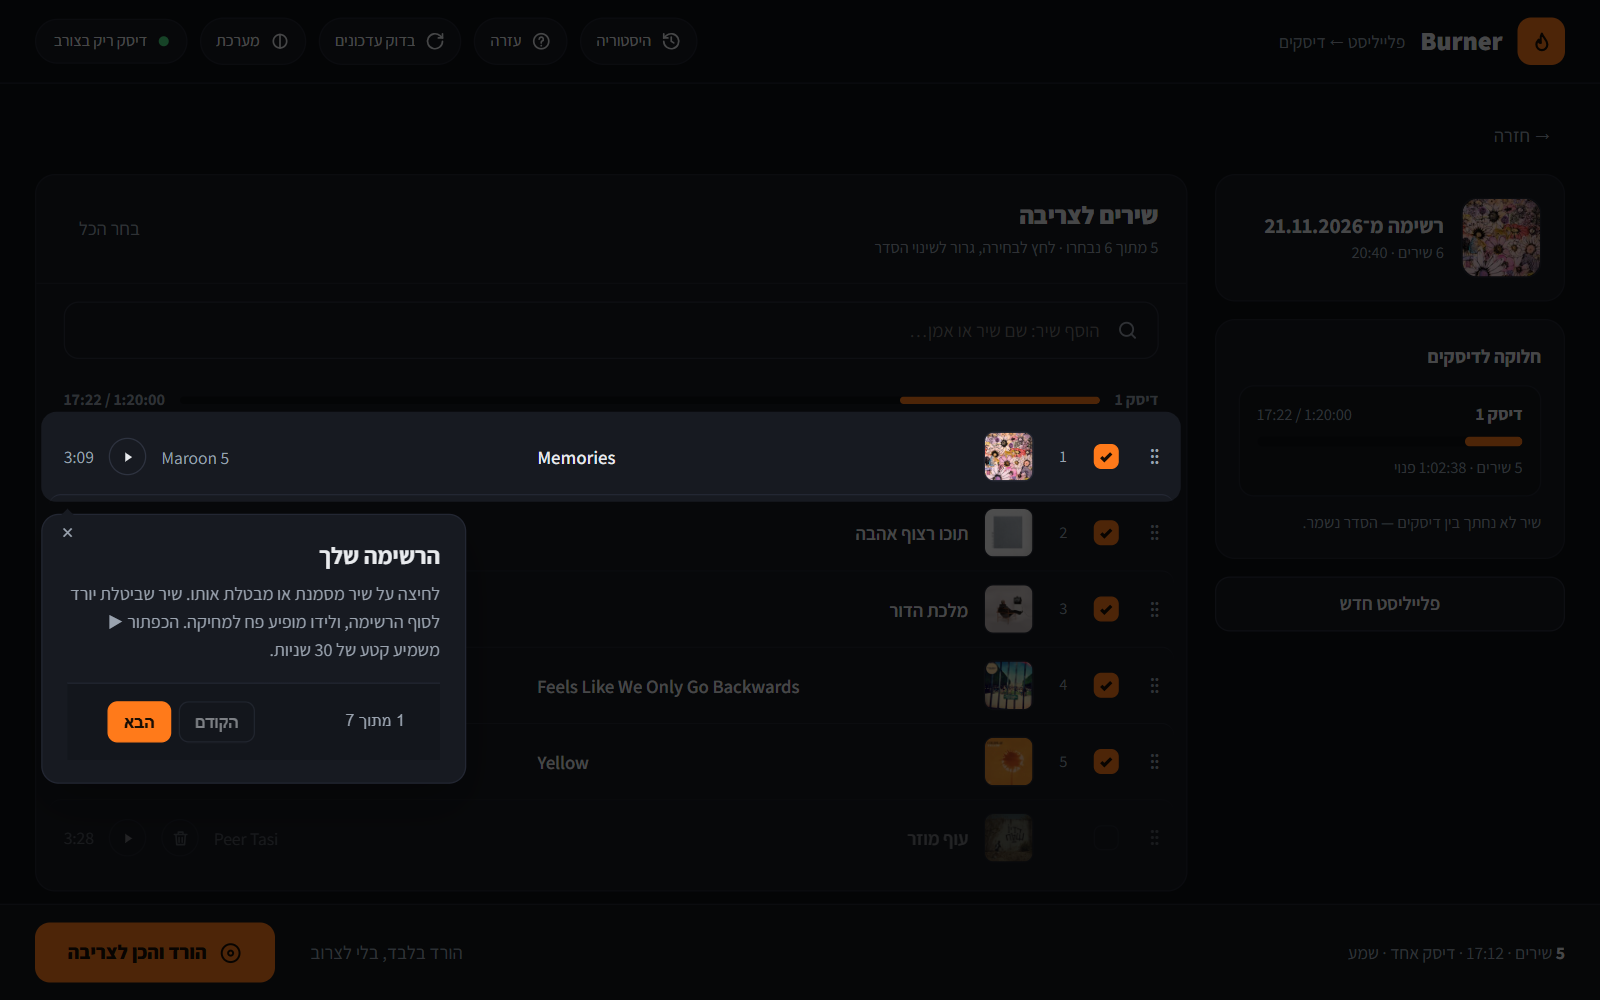 Burner
פלייליסט ← דיסקים
היסטוריה
עזרה
בדוק עדכונים
מערכת
דיסק ריק בצורב
→ חזרה
רשימה מ־21.11.2026
6 שירים · 20:40
חלוקה לדיסקים
דיסק 1
17:22 / 1:20:00
5 שירים · 1:02:38 פנוי
שיר לא נחתך בין דיסקים — הסדר נשמר.
פלייליסט חדש
שירים לצריבה
5 מתוך 6 נבחרו · לחץ לבחירה, גרור לשינוי הסדר
בחר הכל
הוסף שיר: שם שיר או אמן...
דיסק 1
17:22 / 1:20:00
1
Memories
Maroon 5
3:09
2
תוכו רצוף אהבה
3
מלכת הדור
4
Feels Like We Only Go Backwards
5
Yellow
עוף מוזר
Peer Tasi
3:28
הרשימה שלך
לחיצה על שיר מסמנת או מבטלת אותו. שיר שביטלת יורד
לסוף הרשימה, ולידו מופיע פח למחיקה. הכפתור ▶
משמיע קטע של 30 שניות.
1 מתוך 7
הקודם
הבא
5 שירים · 17:12 · דיסק אחד · שמע
הורד בלבד, בלי לצרוב
הורד והכן לצריבה